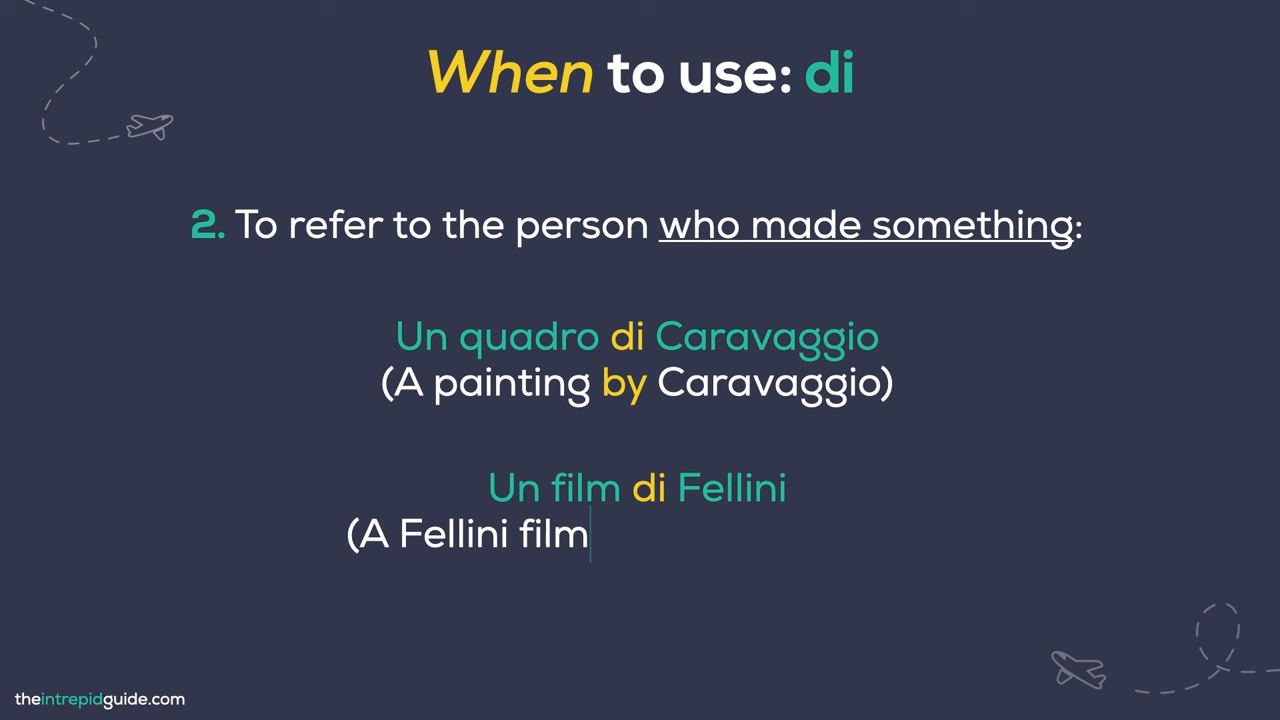 When to use: di
2. To refer to the person who made something:
Un quadro di Caravaggio
(A painting by Caravaggio)
Un film di Fellini
(A Fellini film
theintrepidguide.com